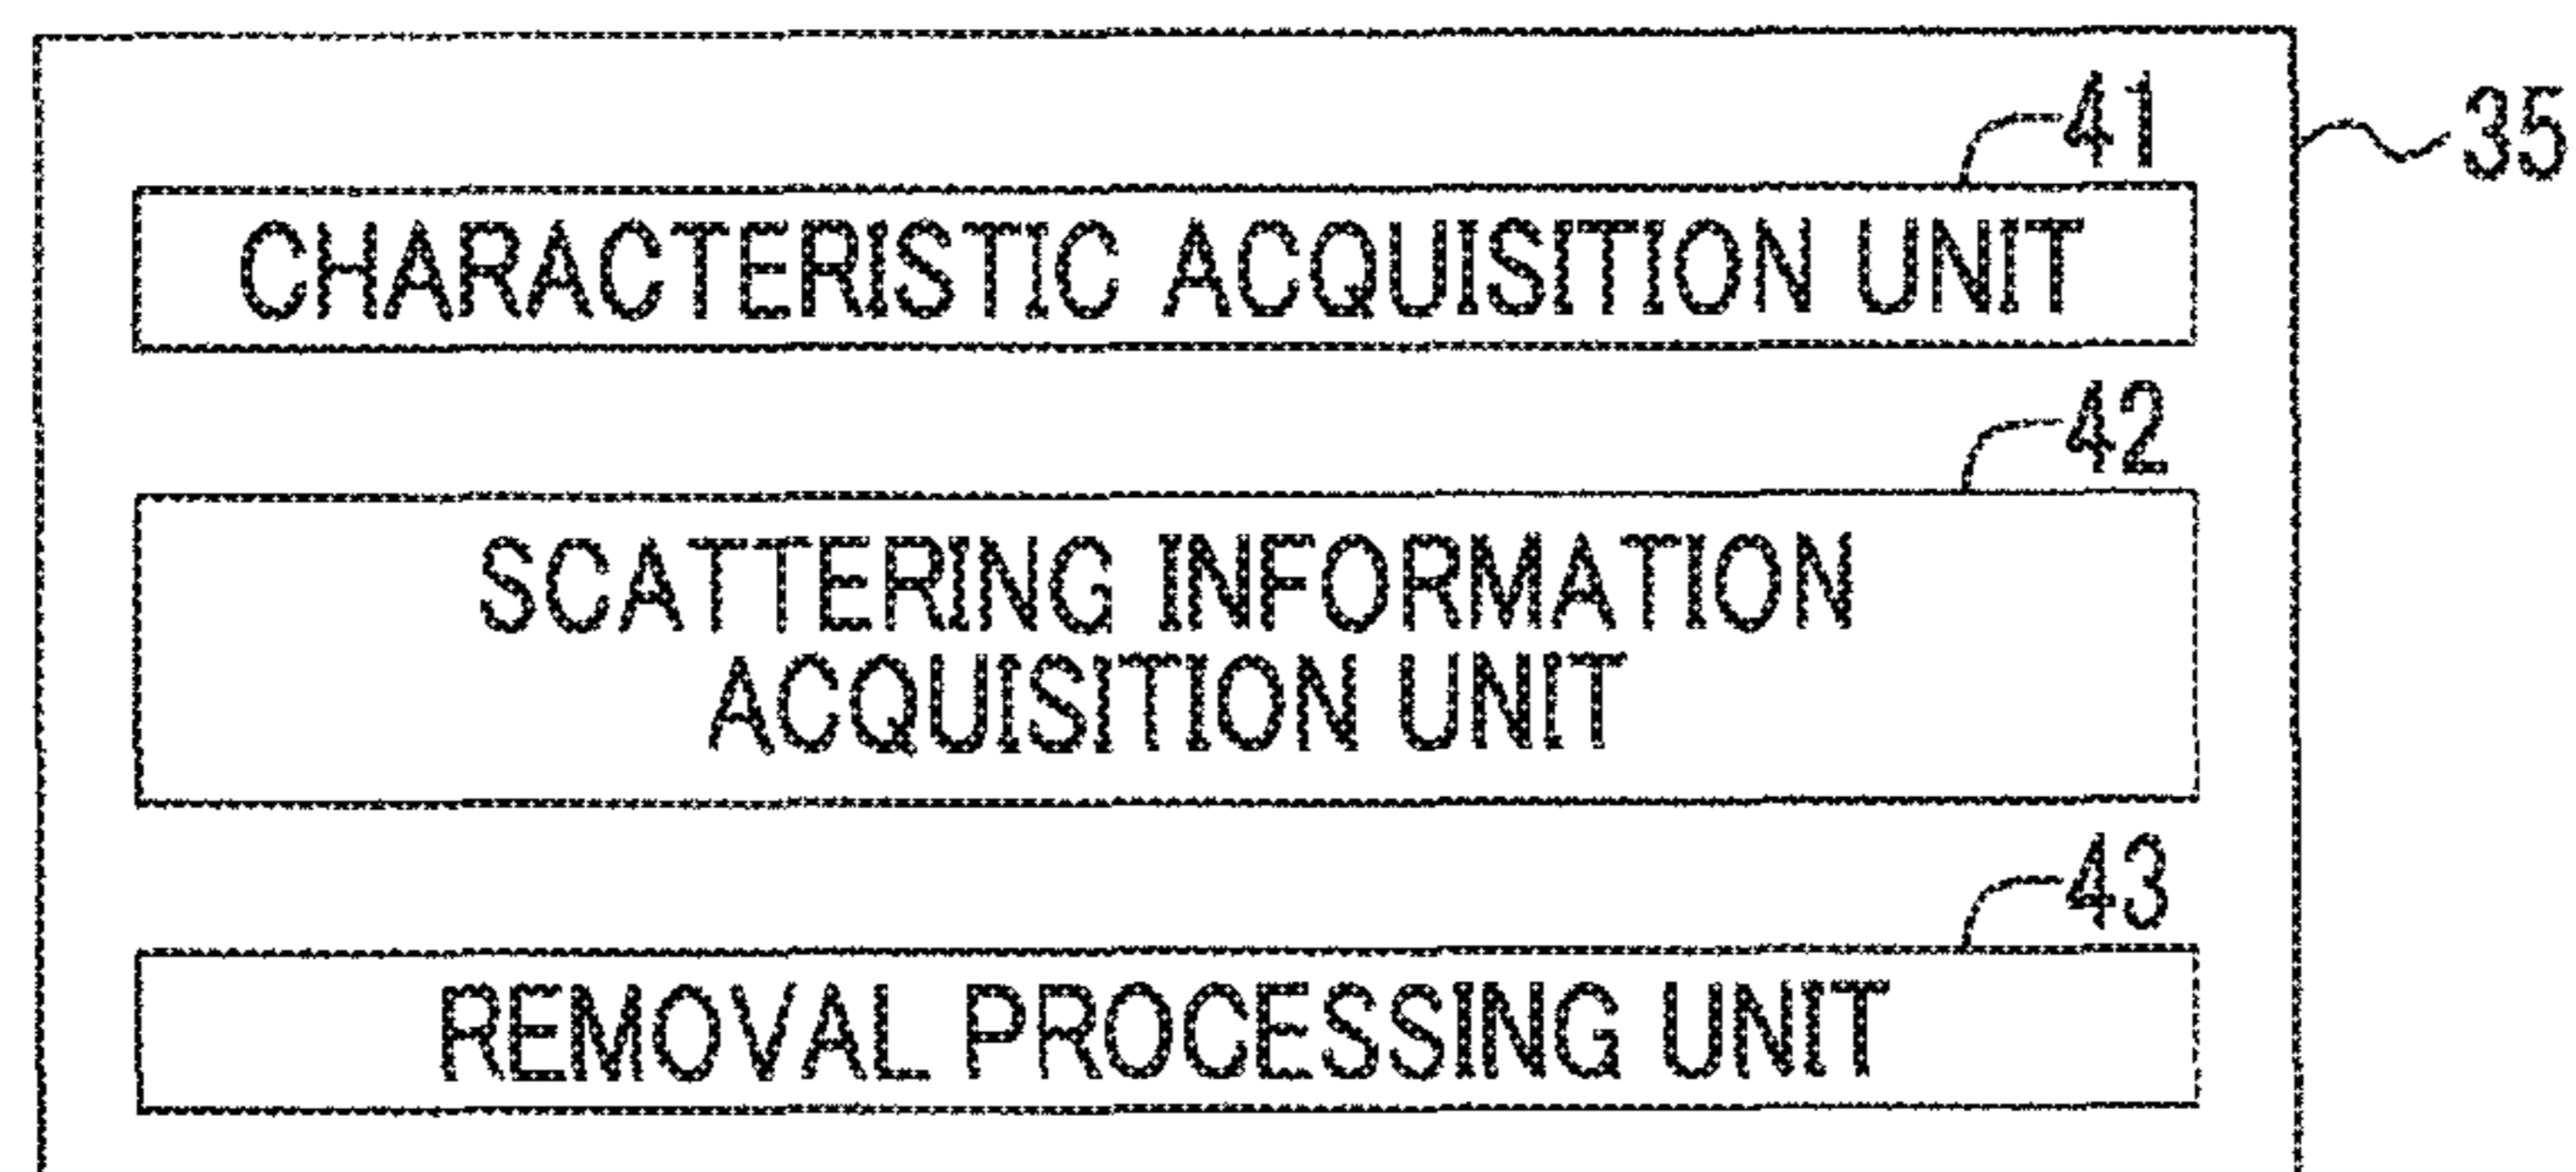 41
35
CHARACTERISTIC ACQUISITION UNIT
42
SCATTERING INFORMATION
ACQUISITION UNIT
43
REMOVAL PROCESSING UNIT